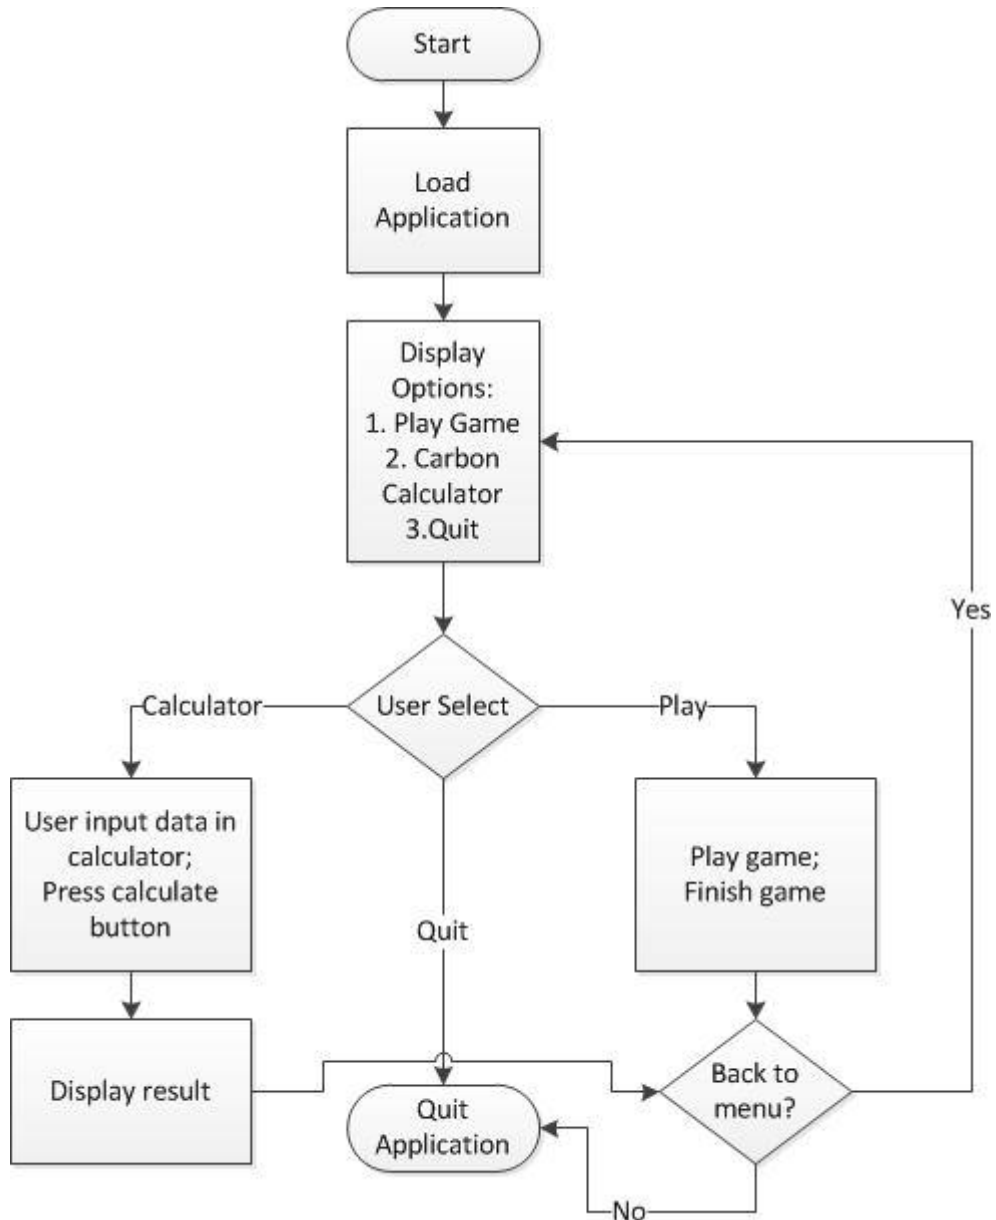 Start
Load
Application
Display
Options:
1. Play Game
2. Carbon
Calculator
3.Quit
Yes
Calculator
User Select
Play
User input data in
calculator;
Press calculate
button
Play game;
Finish game
Quit
Display result
Back to
menu?
Quit
Application
No